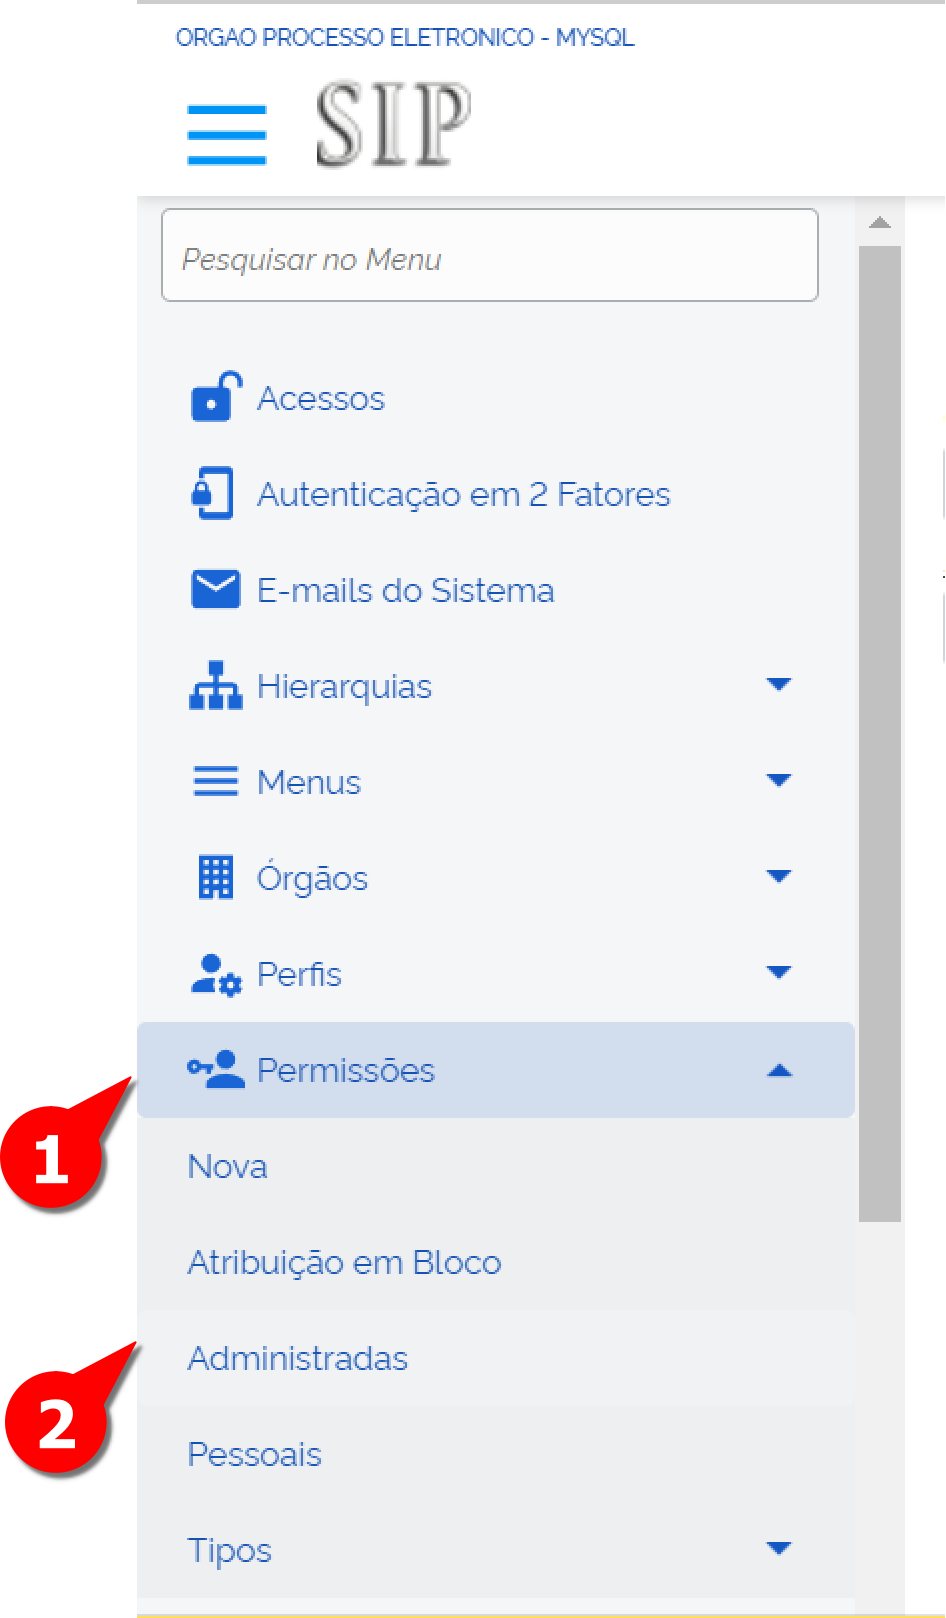 ORGAO PROCESSO ELETRONICO - MYSQL
SIP
Pesquisar no Menu
Acessos
Autenticação em 2 Fatores
E-mails do Sistema
Hierarquias
Menus
Órgãos
Perfis
Permissões
1
Nova
Atribuição em Bloco
Administradas
2
Pessoais
Tipos